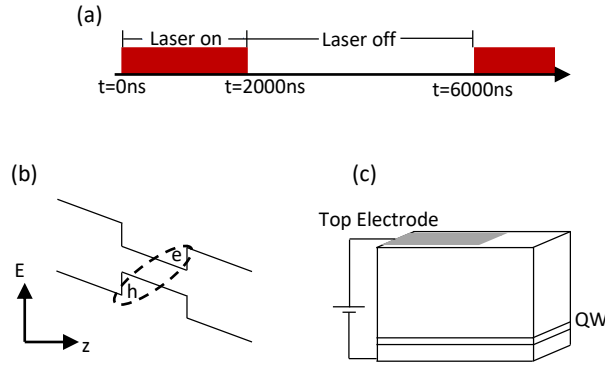 (a)
Laser on
Laser off
t=0ns
t=2000ns
t=6000ns
(b)
E
z
e
h
(c)
Top Electrode
QW